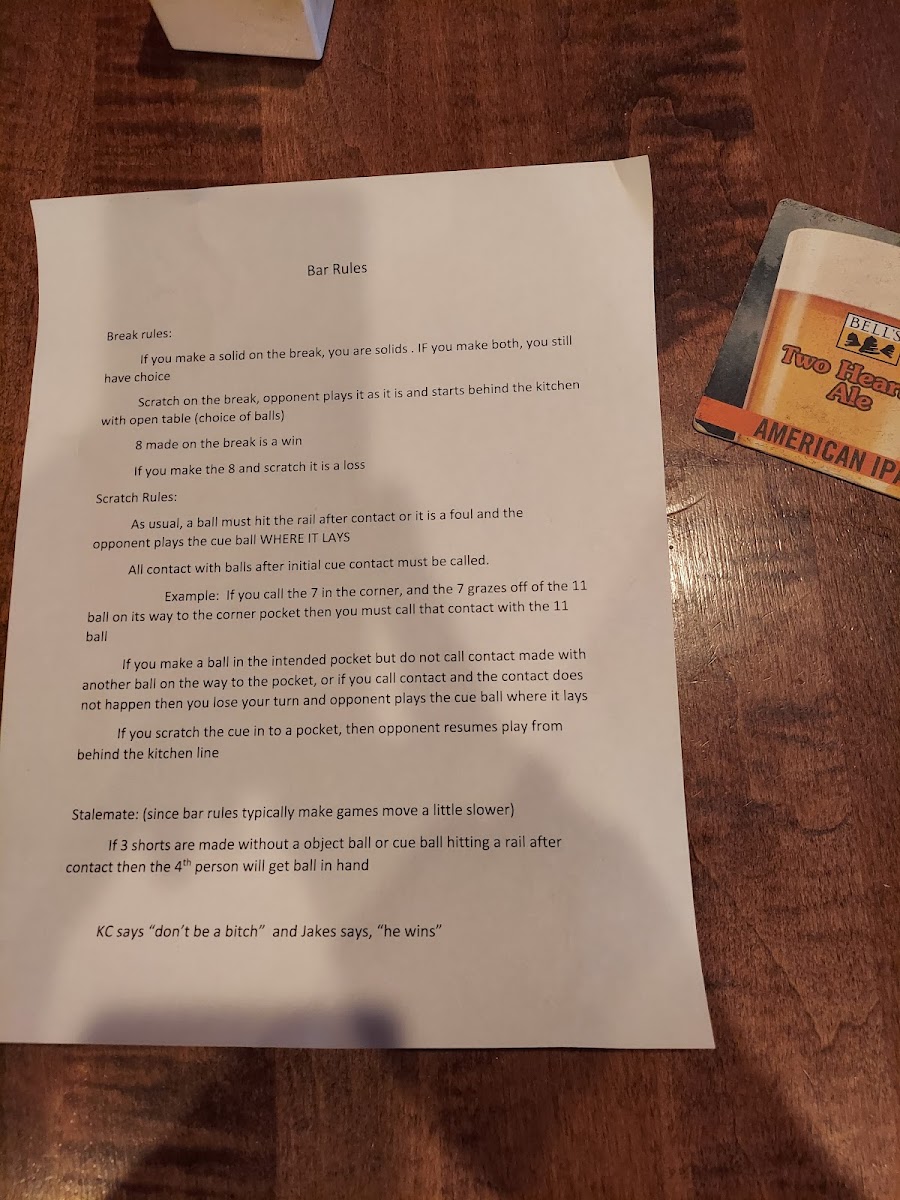 Bar Rules
Break rules:
If you make a solid on the break, you are solids . IF you make both, you still
have choice
Scratch on the break, opponent plays it as it is and starts behind the kitchen
with open table (choice of balls)
8 made on the break is a win
If you make the 8 and scratch it is a loss
Scratch Rules:
As usual, a ball must hit the rail after contact or it is a foul and the
opponent plays the cue ball WHERE IT LAYS
All contact with balls after initial cue contact must be called.
Example: If you call the 7 in the corner, and the 7 grazes off of the 11
ball on its way to the corner pocket then you must call that contact with the 11
ball
If you make a ball in the intended pocket but do not call contact made with
another ball on the way to the pocket, or if you call contact and the contact does
not happen then you lose your turn and opponent plays the cue ball where it lays
If you scratch the cue in to a pocket, then opponent resumes play from
behind the kitchen line
Stalemate: (since bar rules typically make games move a little slower)
If 3 shorts are made without a object ball or cue ball hitting a rail after
contact then the 4th person will get ball in hand
KC says “don’t be a bitch” and Jakes says, “he wins”
BELL'S
Two Hear
Ale
AMERICAN IPA